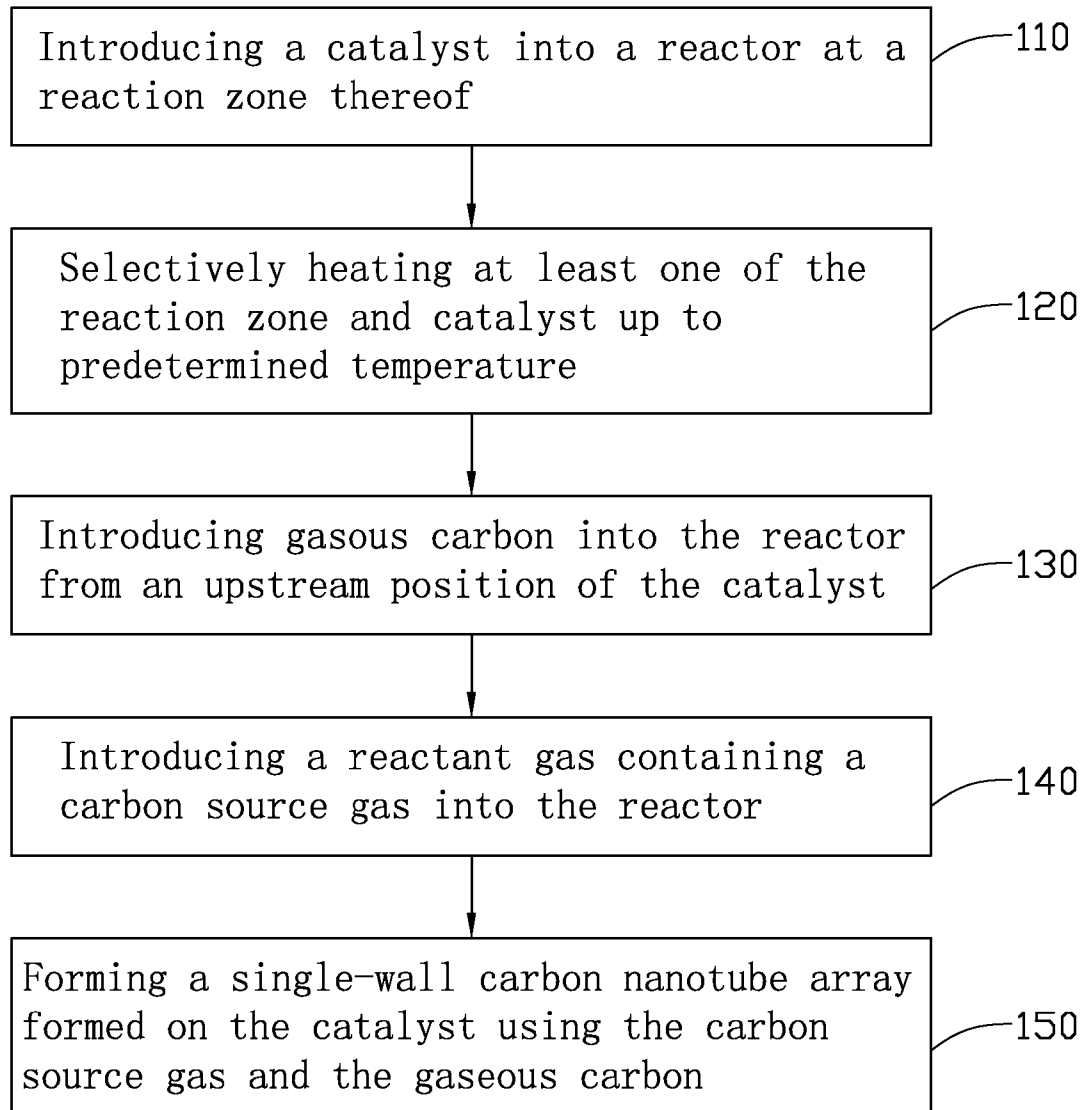 Introducing a catalyst into a reactor at a
reaction zone thereof
110
Selectively heating at least one of the
reaction zone and catalyst up to
predetermined temperature
120
Introducing gasous carbon into the reactor
from an upstream position of the catalyst
130
Introducing a reactant gas containing a
carbon source gas into the reactor
140
Forming a single-wall carbon nanotube array
formed on the catalyst using the carbon
source gas and the gaseous carbon
150